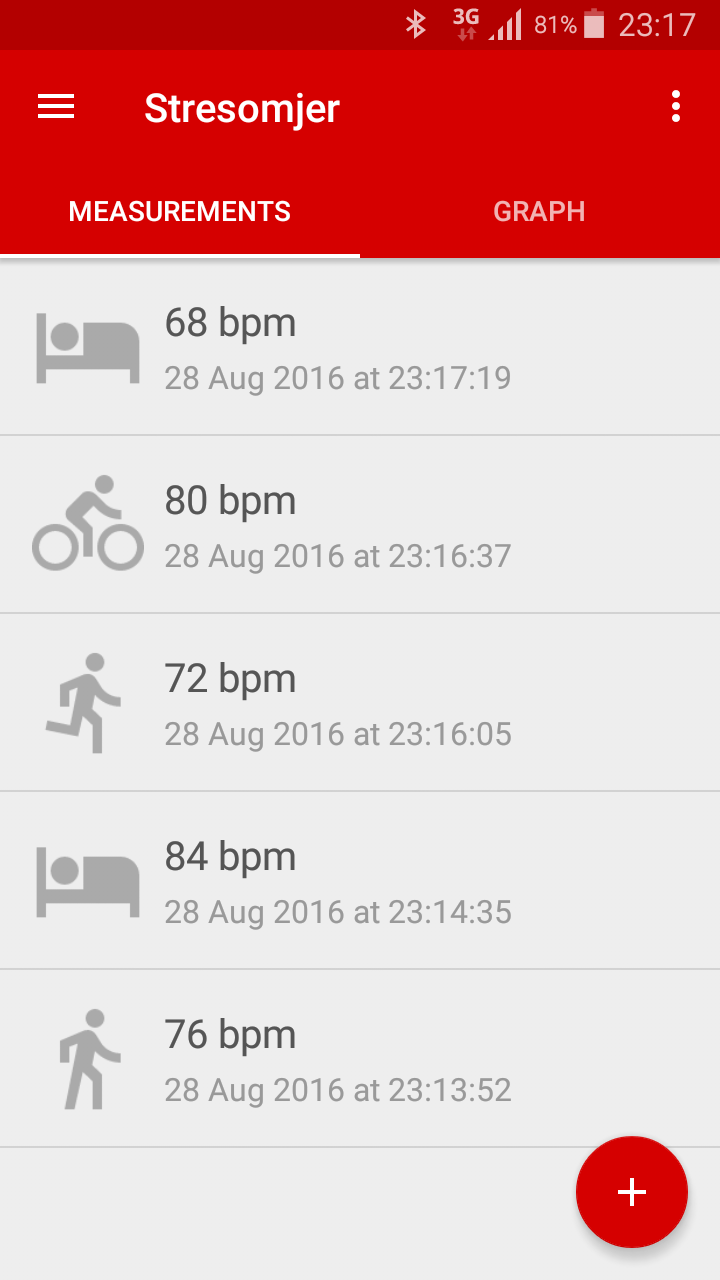 3G 81% 23:17
Stresomjer
MEASUREMENTS GRAPH
68 bpm
28 Aug 2016 at 23:17:19
80 bpm
28 Aug 2016 at 23:16:37
72 bpm
28 Aug 2016 at 23:16:05
84 bpm
28 Aug 2016 at 23:14:35
76 bpm
28 Aug 2016 at 23:13:52
+